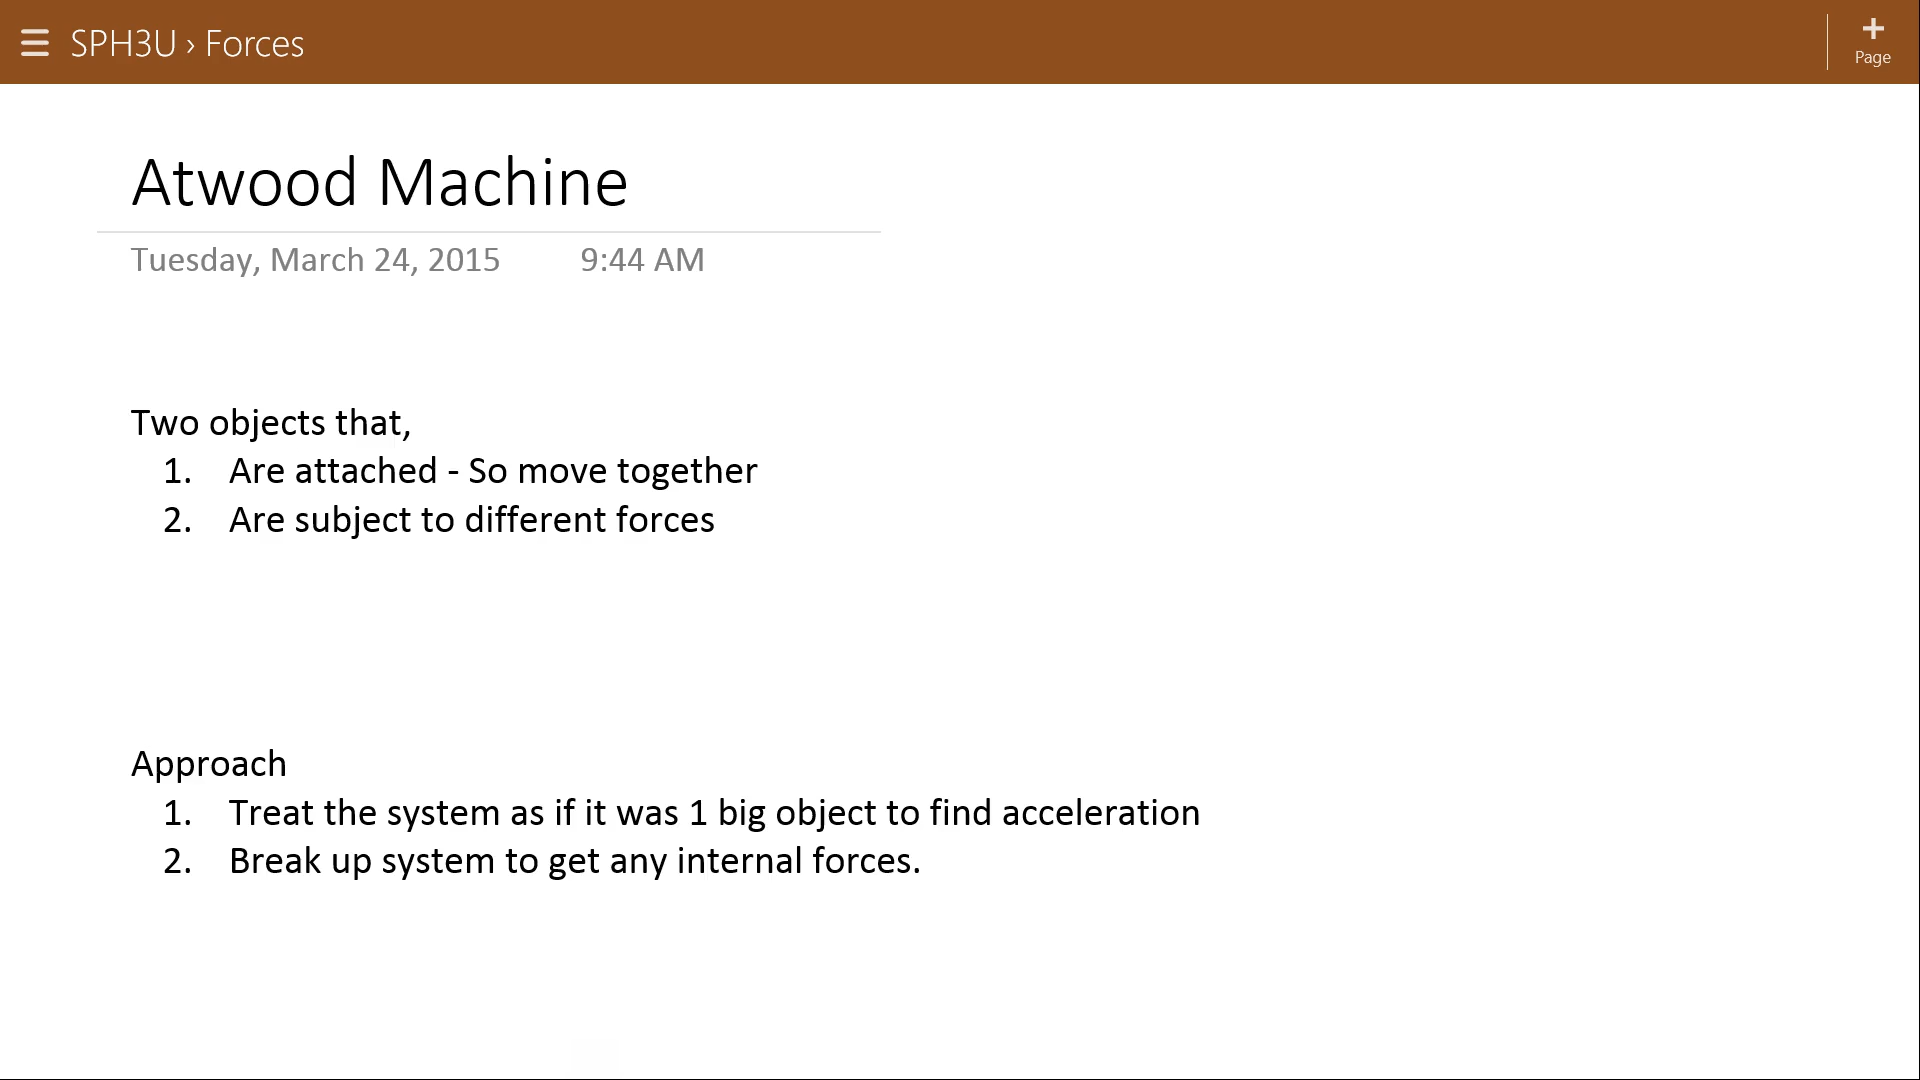 SPH3U › Forces
Page
Atwood Machine
Tuesday, March 24, 2015 9:44 AM
Two objects that,
1. Are attached - So move together
2. Are subject to different forces
Approach
1. Treat the system as if it was 1 big object to find acceleration
2. Break up system to get any internal forces.